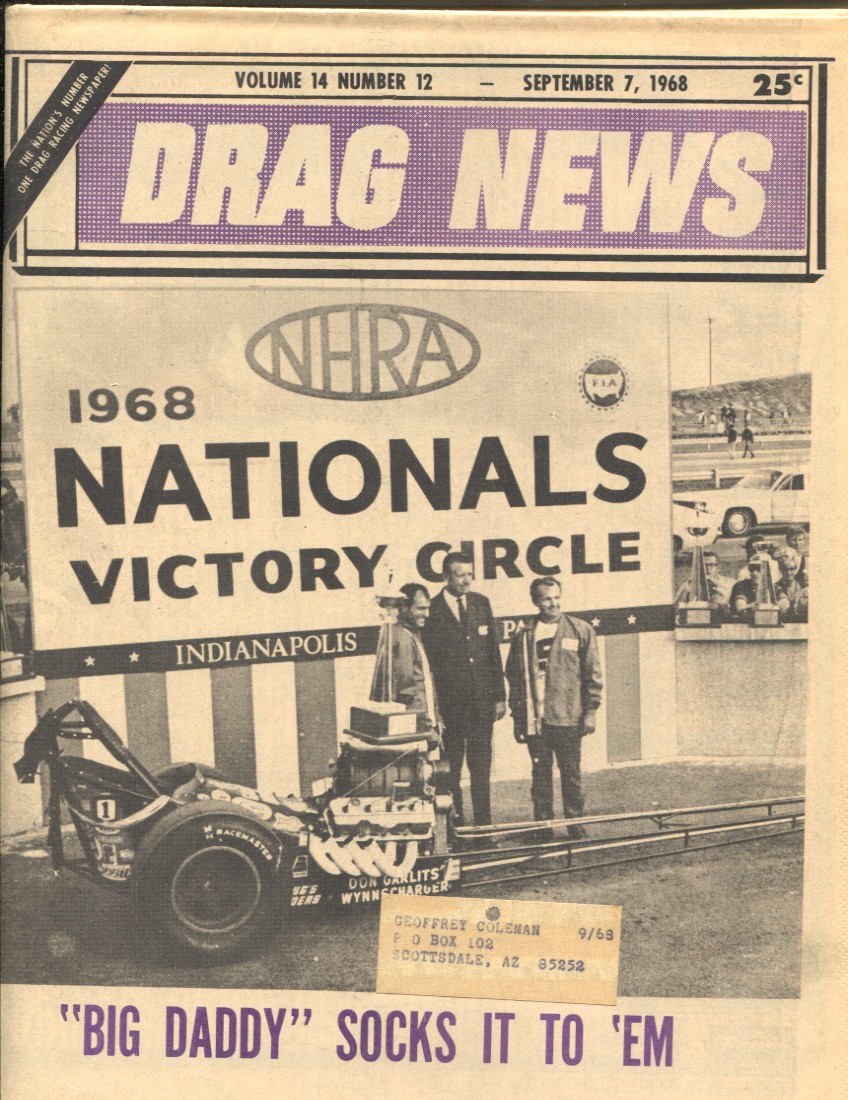 THE NATION'S NUMBER
ONE DRAG RACING NEWSPAPER!
VOLUME 14 NUMBER 12 — SEPTEMBER 7, 1968 25¢
DRAG NEWS
NHRA
F.I.A.
1968
NATIONALS
VICTORY CIRCLE
INDIANAPOLIS PA
1
M/H RACEMASTER
DON GARLITS'
WYNNSCHARGER
GEOFFREY COLEMAN 9/68
P O BOX 102
SCOTTSDALE, AZ 85252
"BIG DADDY" SOCKS IT TO 'EM